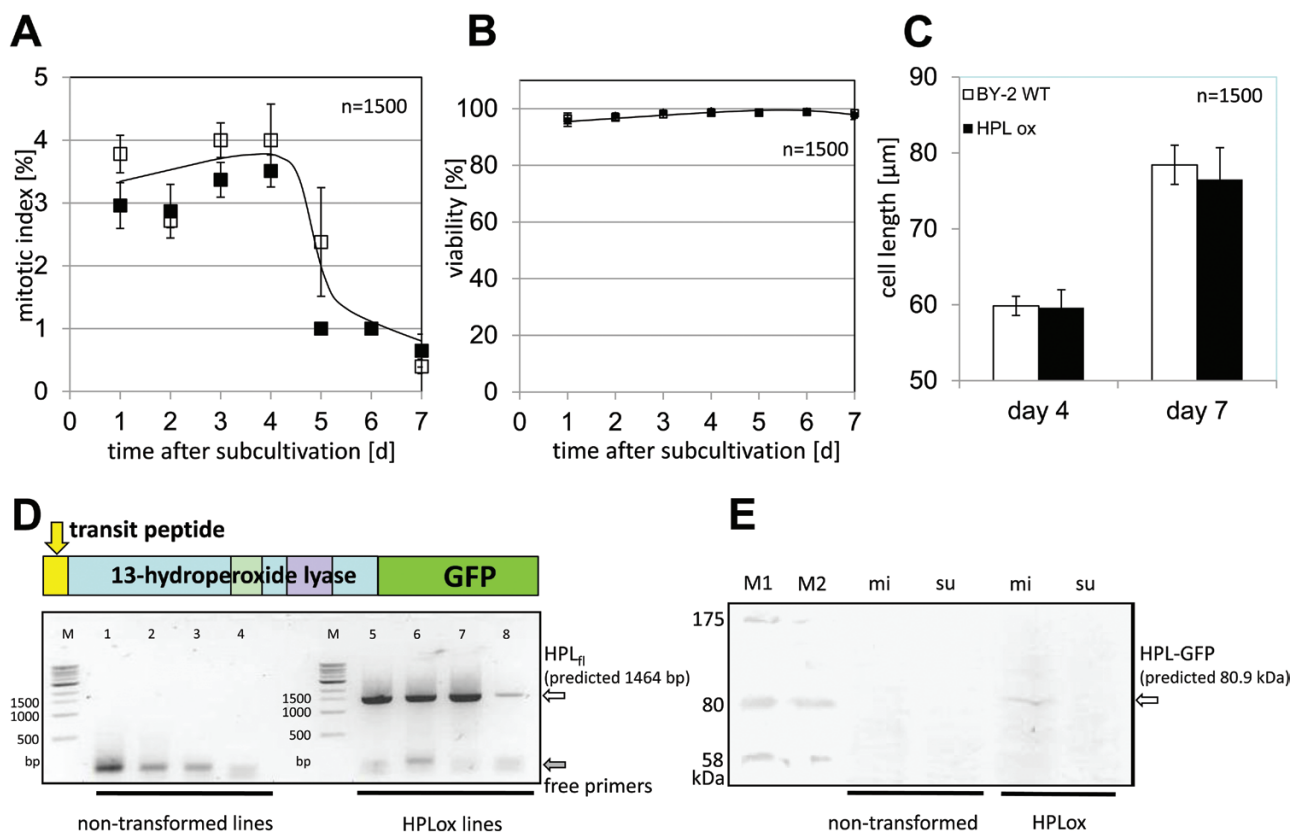 A
B
C
5
4
3
2
1
0
mitotic index [%]
n=1500
0 1 2 3 4 5 6 7
time after subcultivation [d]
100
80
60
40
20
0
viability [%]
n=1500
0 1 2 3 4 5 6 7
time after subcultivation [d]
90
80
70
60
50
cell length [µm]
BY-2 WT
HPL ox
n=1500
day 4 day 7
D
transit peptide
13-hydroperoxide lyase GFP
M 1 2 3 4 M 5 6 7 8
1500
1000
500
bp
1500
1000
500
bp
HPLfl
(predicted 1464 bp)
free primers
non-transformed lines HPLox lines
E
M1 M2 mi su mi su
175
80
58
kDa
HPL-GFP
(predicted 80.9 kDa)
non-transformed HPLox